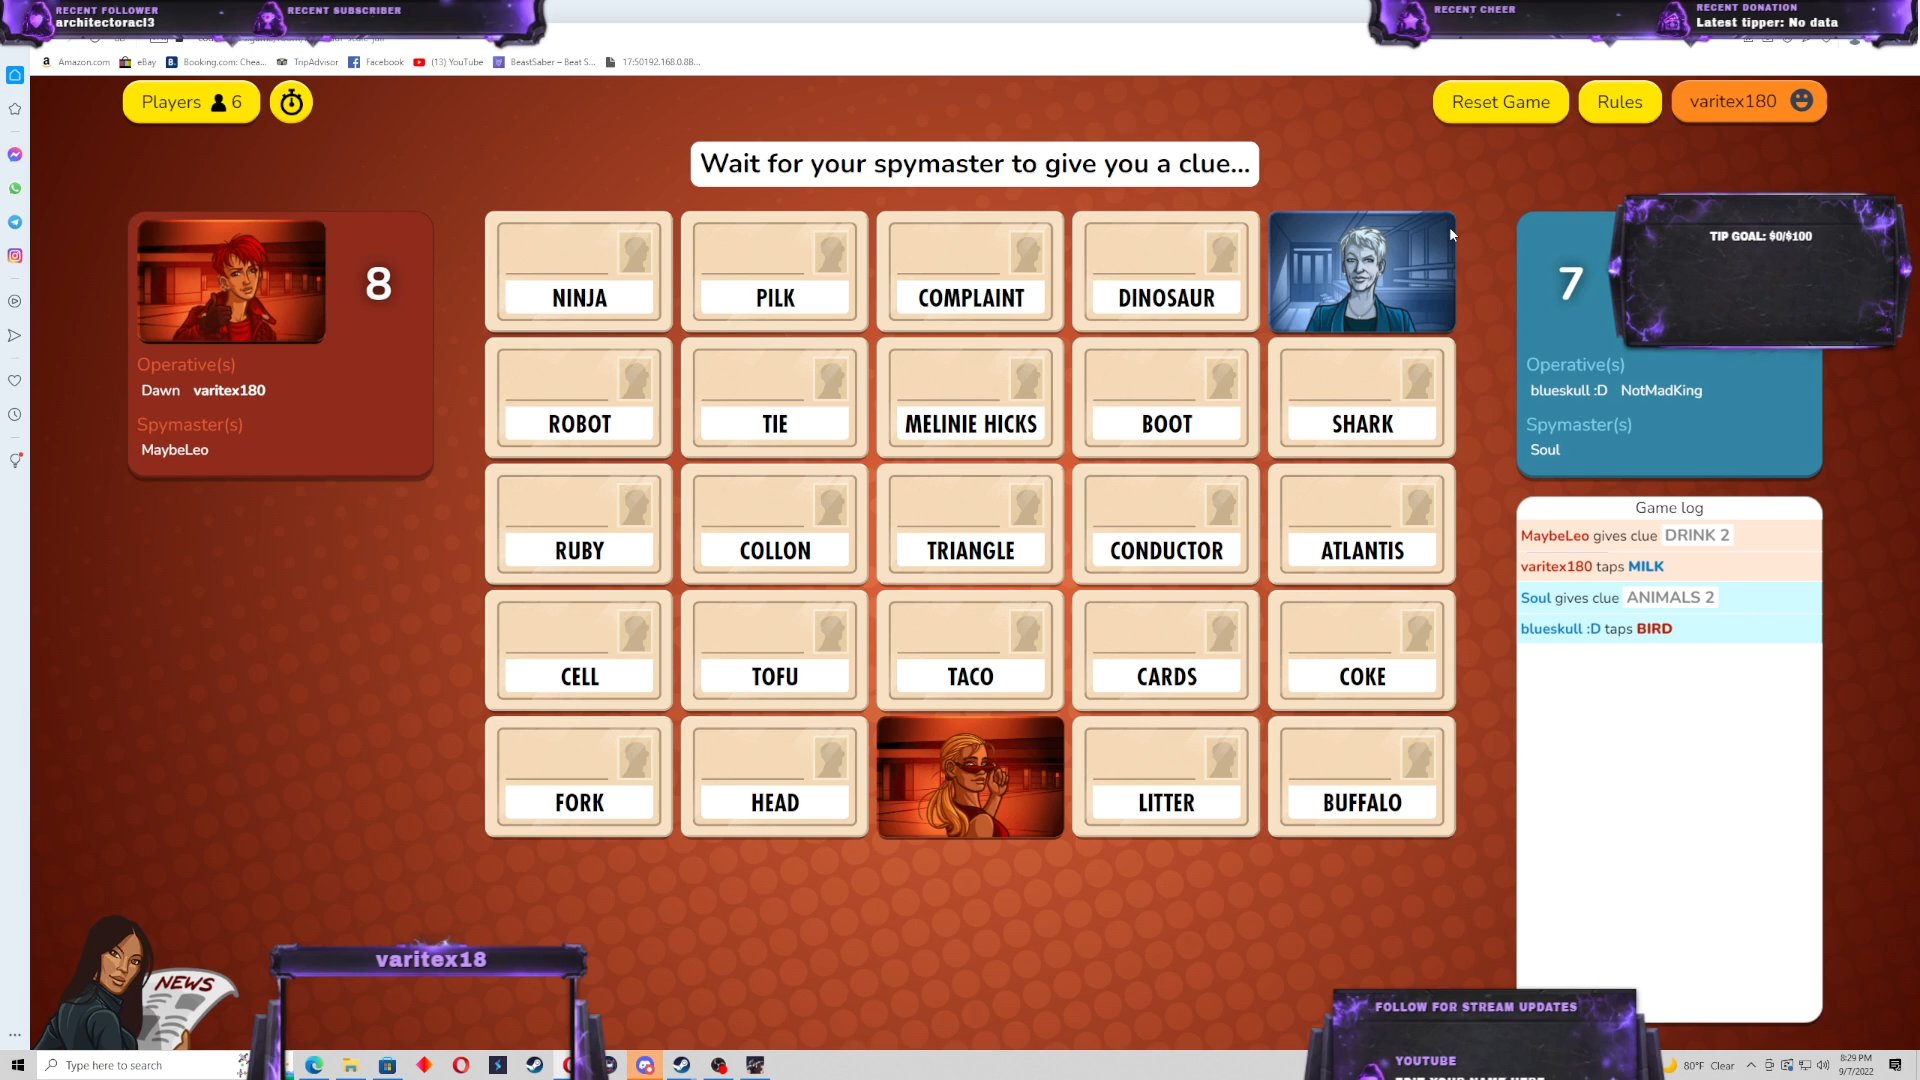 RECENT FOLLOWER
architectoracl3
RECENT SUBSCRIBER
RECENT CHEER
RECENT DONATION
Latest tipper: No data
Amazon.com eBay Booking.com: Chea... TripAdvisor Facebook (13) YouTube BeastSaber – Beat S... 17:50192.168.0.88...
Players 6
Reset Game
Rules
varitex180
Wait for your spymaster to give you a clue...
8
Operative(s)
Dawn varitex180
Spymaster(s)
MaybeLeo
NINJA PILK COMPLAINT DINOSAUR
ROBOT TIE MELINIE HICKS BOOT SHARK
RUBY COLLON TRIANGLE CONDUCTOR ATLANTIS
CELL TOFU TACO CARDS COKE
FORK HEAD LITTER BUFFALO
7
TIP GOAL: $0/$100
Operative(s)
blueskull :D NotMadKing
Spymaster(s)
Soul
Game log
MaybeLeo gives clue DRINK 2
varitex180 taps MILK
Soul gives clue ANIMALS 2
blueskull :D taps BIRD
NEWS
varitex18
FOLLOW FOR STREAM UPDATES
YOUTUBE
Type here to search
80°F Clear
8:29 PM
9/7/2022